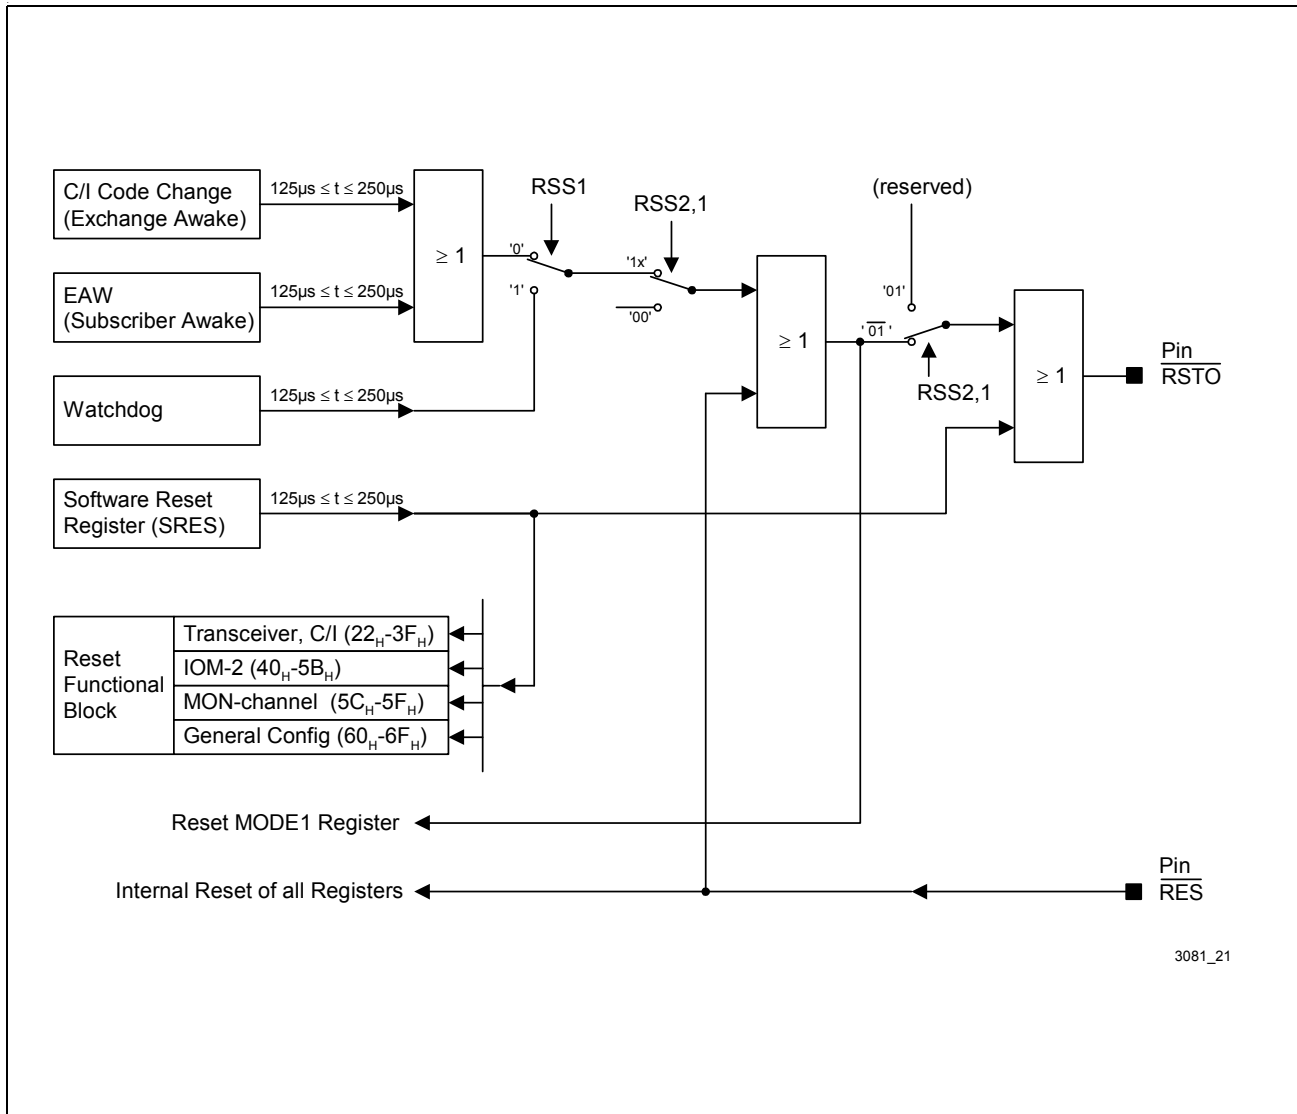 C/I Code Change
(Exchange Awake)
125µs ≤ t ≤ 250µs
EAW
(Subscriber Awake)
125µs ≤ t ≤ 250µs
Watchdog
125µs ≤ t ≤ 250µs
Software Reset
Register (SRES)
125µs ≤ t ≤ 250µs
≥ 1
RSS1
'0'
'1'
RSS2,1
'1x'
'00'
≥ 1
(reserved)
'01'
'01'
RSS2,1
≥ 1
Pin
RSTO
Reset
Functional
Block
Transceiver, C/I (22H-3FH)
IOM-2 (40H-5BH)
MON-channel (5CH-5FH)
General Config (60H-6FH)
Reset MODE1 Register
Internal Reset of all Registers
Pin
RES
3081_21